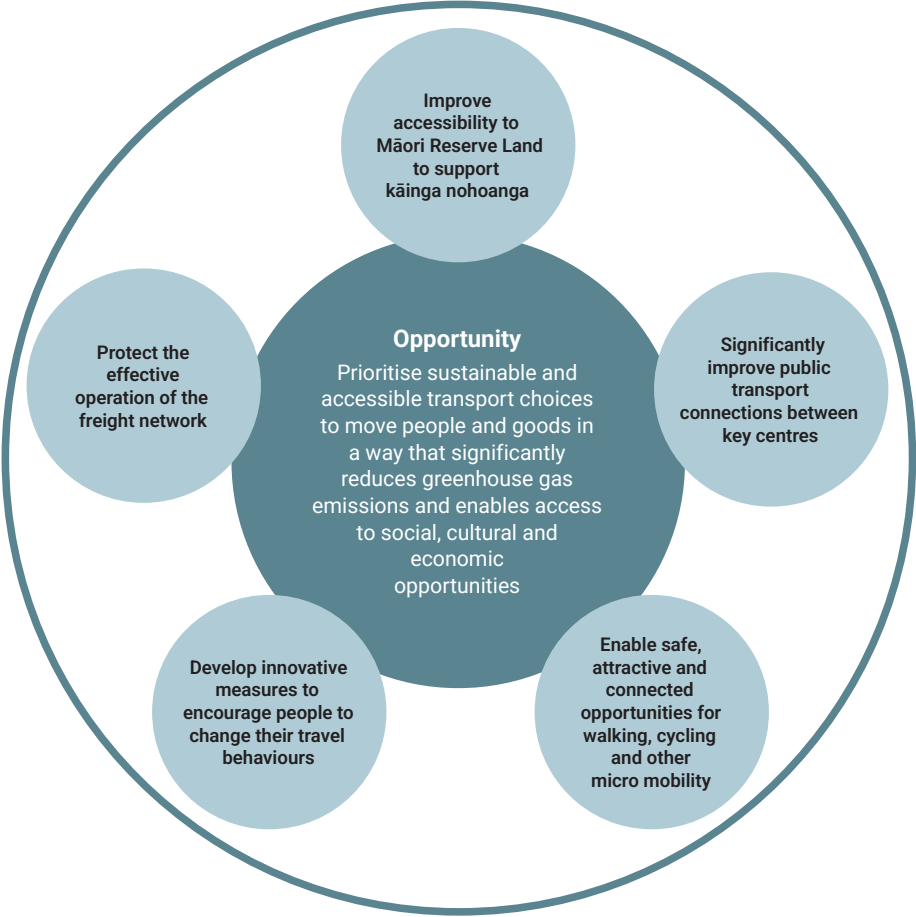 Improve
accessibility to
Māori Reserve Land
to support
kāinga nohoanga
Opportunity
Prioritise sustainable and
accessible transport choices
to move people and goods in
a way that significantly
reduces greenhouse gas
emissions and enables access
to social, cultural and
economic
opportunities
Significantly
improve public
transport
connections between
key centres
Enable safe,
attractive and
connected
opportunities for
walking, cycling
and other
micro mobility
Develop innovative
measures to
encourage people to
change their travel
behaviours
Protect the
effective
operation of the
freight network